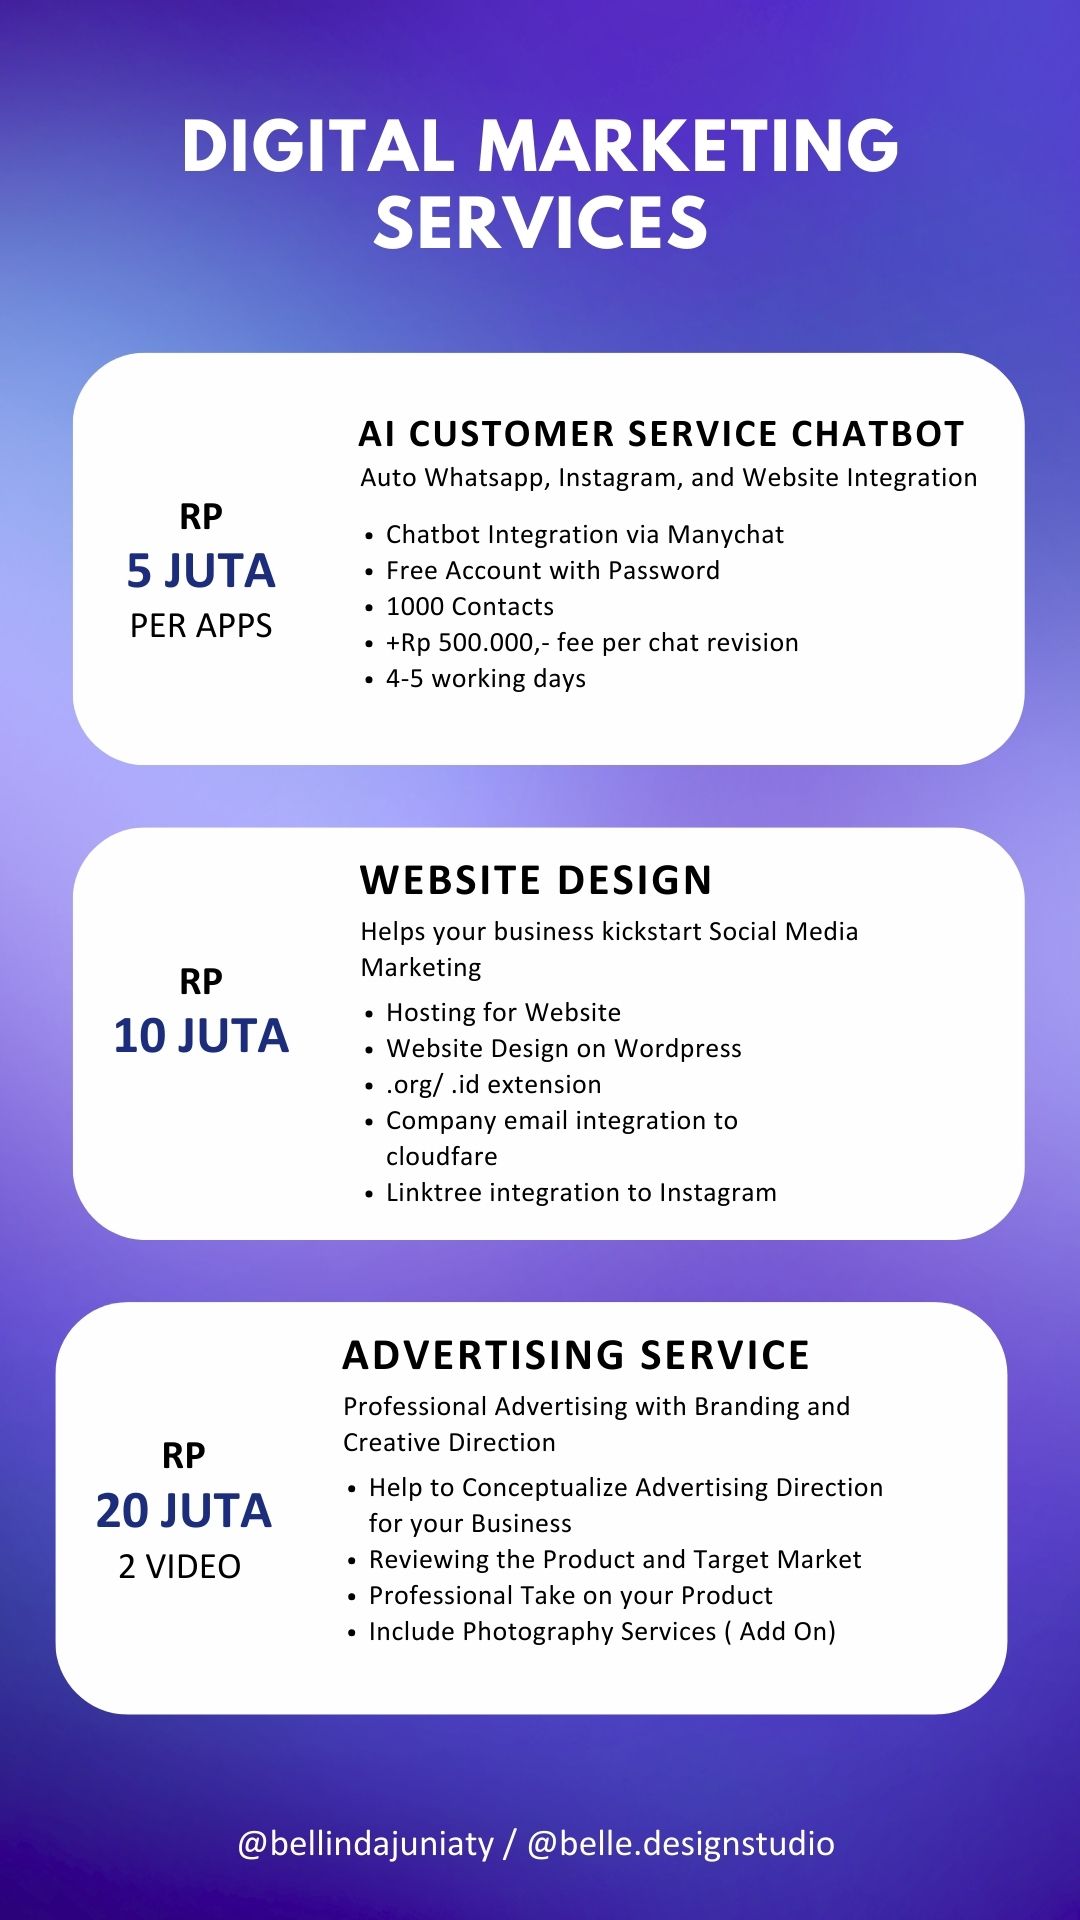 DIGITAL MARKETING
SERVICES
RP
5 JUTA
PER APPS
AI CUSTOMER SERVICE CHATBOT
Auto Whatsapp, Instagram, and Website Integration
• Chatbot Integration via Manychat
• Free Account with Password
• 1000 Contacts
• +Rp 500.000,- fee per chat revision
• 4-5 working days
RP
10 JUTA
WEBSITE DESIGN
Helps your business kickstart Social Media
Marketing
• Hosting for Website
• Website Design on Wordpress
• .org/ .id extension
• Company email integration to
cloudfare
• Linktree integration to Instagram
RP
20 JUTA
2 VIDEO
ADVERTISING SERVICE
Professional Advertising with Branding and
Creative Direction
• Help to Conceptualize Advertising Direction
for your Business
• Reviewing the Product and Target Market
• Professional Take on your Product
• Include Photography Services ( Add On)
@bellindajuniaty / @belle.designstudio